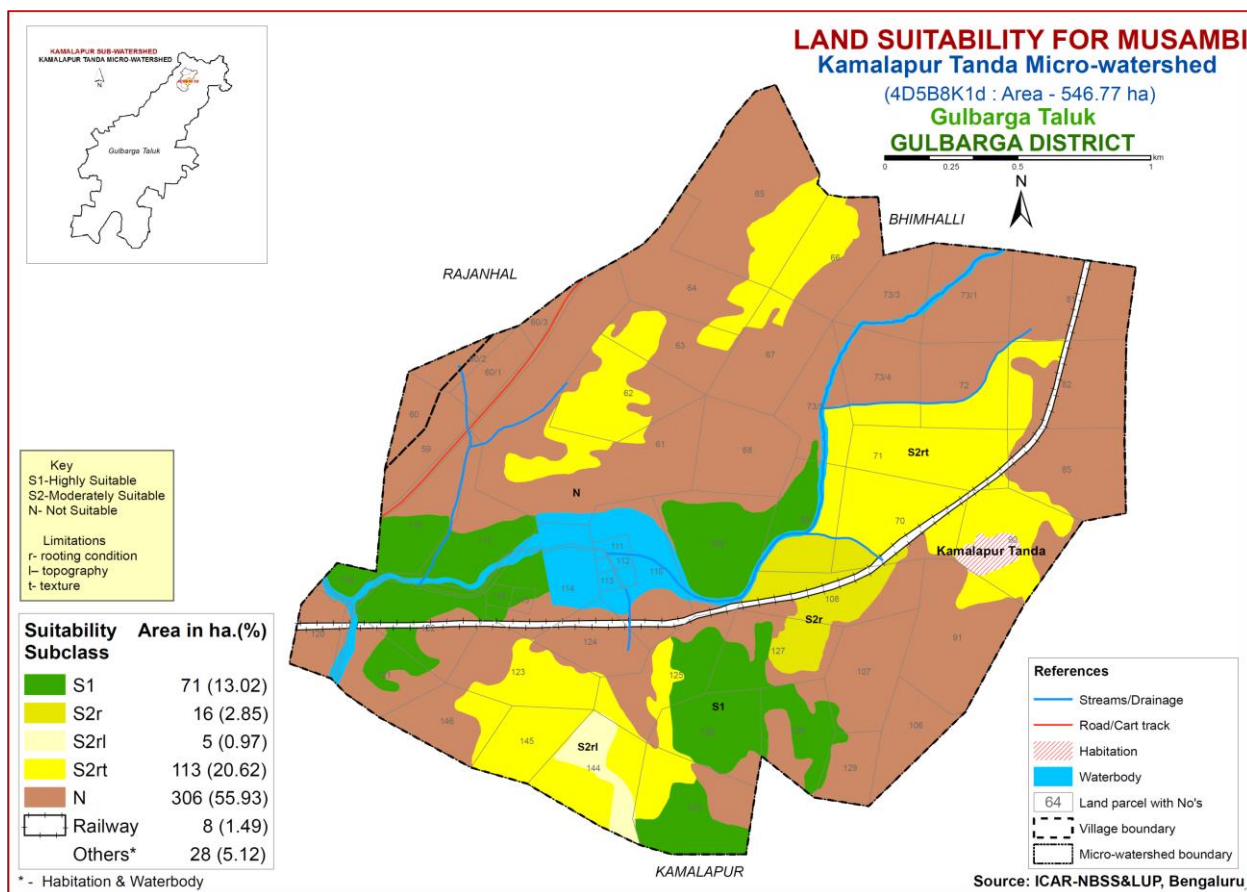 KAMALAPUR SUB-WATERSHED
KAMALAPUR TANDA MICRO-WATERSHED
N
Gulbarga Taluk
LAND SUITABILITY FOR MUSAMBI
Kamalapur Tanda Micro-watershed
(4D5B8K1d : Area - 546.77 ha)
Gulbarga Taluk
GULBARGA DISTRICT
km
0 0.25 0.5 1
N
BHIMHALLI
RAJANHAL
65
66
64
73/3
73/1
60/3
63
67
60/1
73/4
72
82
60
62
61
68
59
71
S2rt
85
N
70
90
Kamalapur Tanda
111
112
110
113
114
108
S2r
124
91
127
107
123
125
S1
146
106
145
S2rl
144
129
KAMALAPUR
Key
S1-Highly Suitable
S2-Moderately Suitable
N- Not Suitable
Limitations
r- rooting condition
l– topography
t- texture
Suitability Subclass Area in ha.(%)
S1 71 (13.02)
S2r 16 (2.85)
S2rl 5 (0.97)
S2rt 113 (20.62)
N 306 (55.93)
Railway 8 (1.49)
Others* 28 (5.12)
* - Habitation & Waterbody
References
Streams/Drainage
Road/Cart track
Habitation
Waterbody
64 Land parcel with No's
Village boundary
Micro-watershed boundary
Source: ICAR-NBSS&LUP, Bengaluru